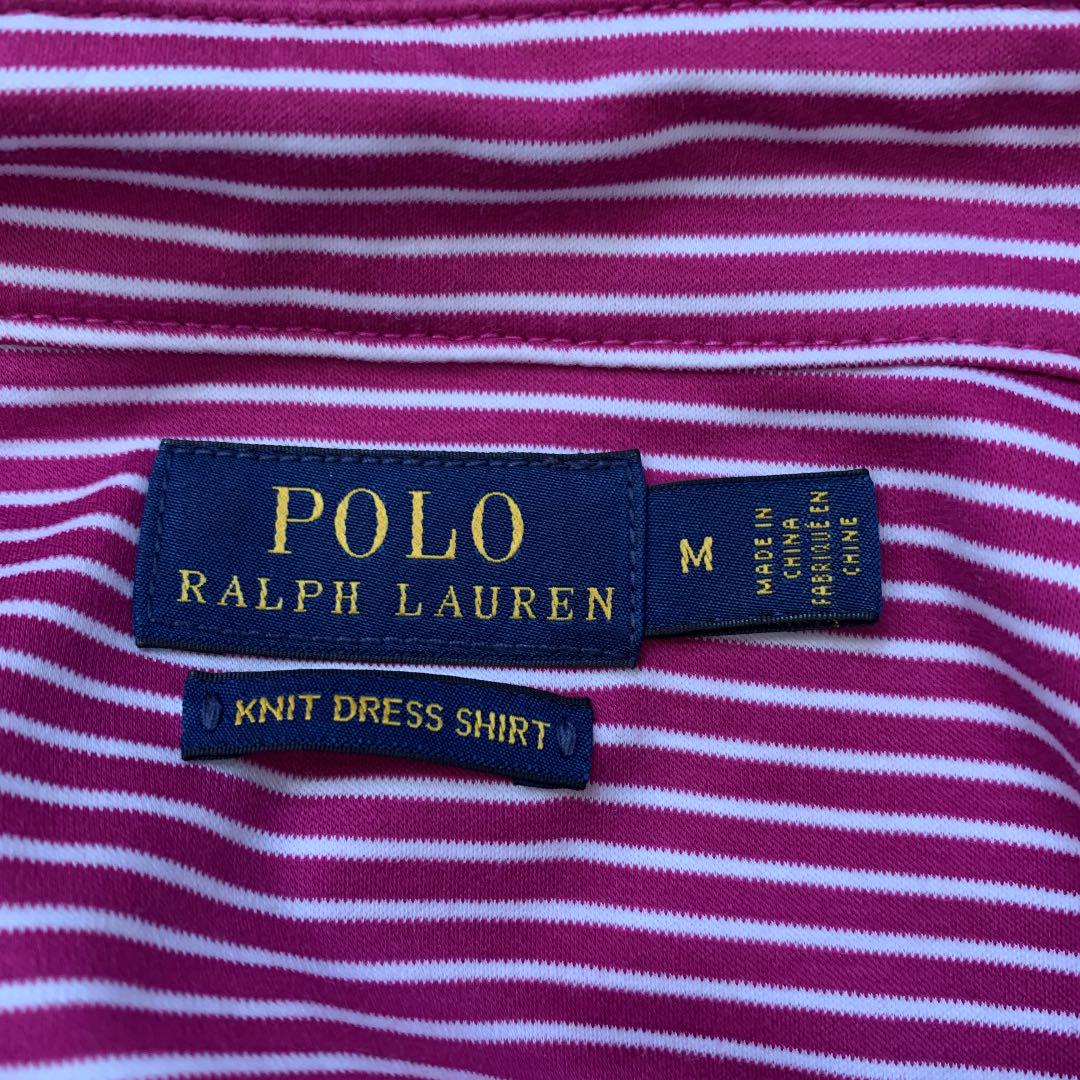 POLO
RALPH LAUREN
M
MADE IN
CHINA
FABRIQUÉ EN
CHINE
KNIT DRESS SHIRT